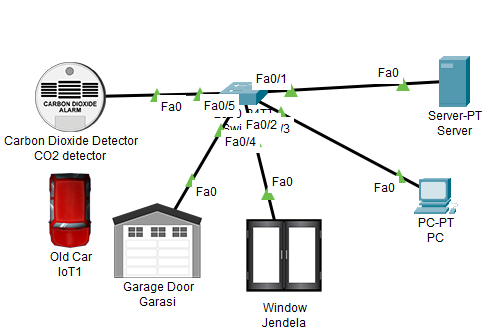 Fa0/1
Fa0
CARBON DIOXIDE
ALARM
Fa0
Fa0/5
Fa0/2
/3
Fa0/4
Server-PT
Server
Carbon Dioxide Detector
CO2 detector
Fa0
Fa0
Fa0
PC-PT
PC
Old Car
IoT1
Garage Door
Garasi
Window
Jendela